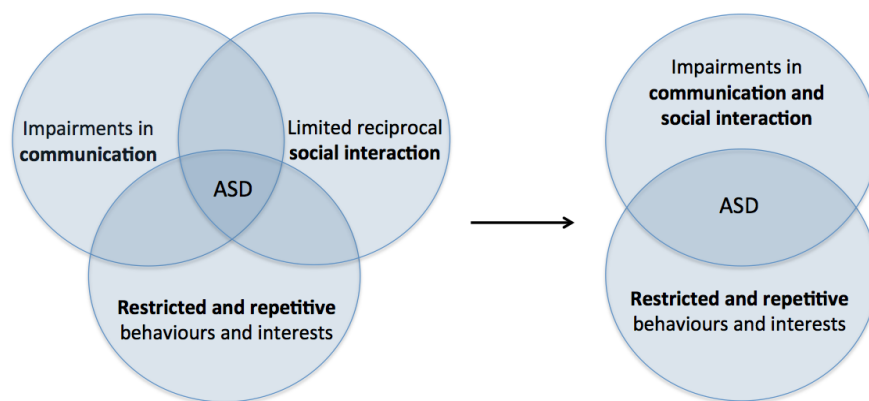 Impairments in
communication
Limited reciprocal
social interaction
ASD
Restricted and repetitive
behaviours and interests
Impairments in
communication and
social interaction
ASD
Restricted and repetitive
behaviours and interests